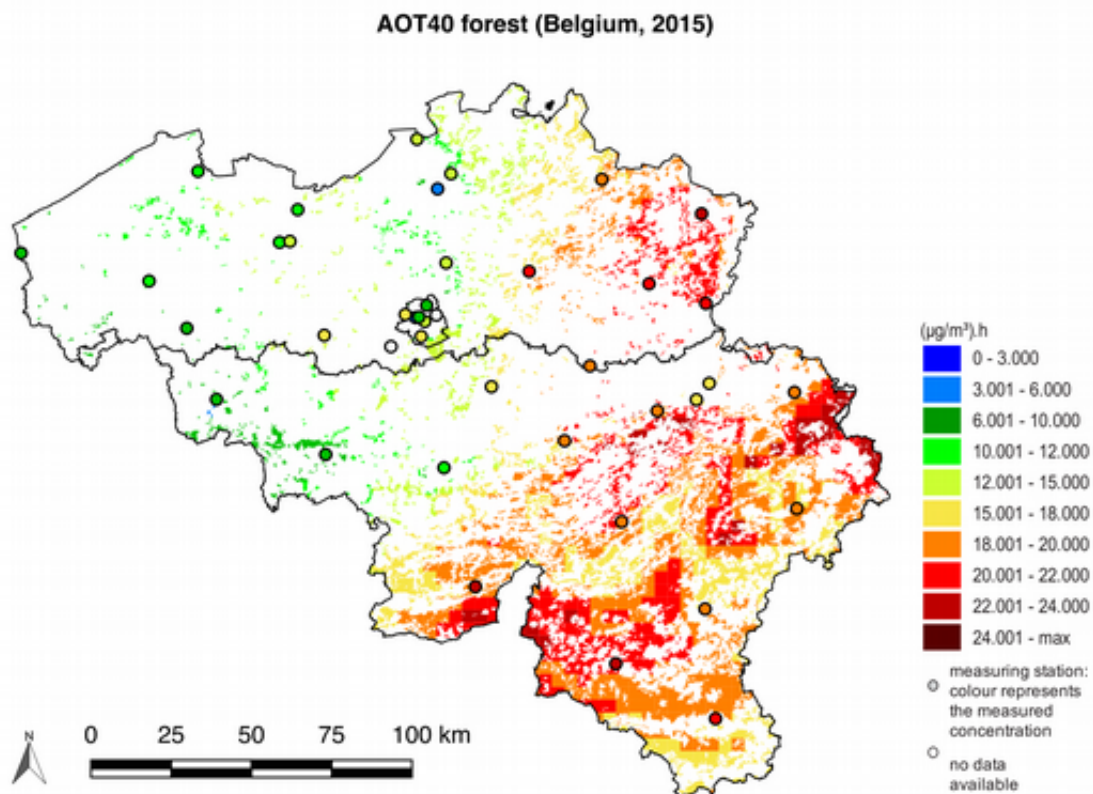 AOT40 forest (Belgium, 2015)
(µg/m³).h
0 - 3.000
3.001 - 6.000
6.001 - 10.000
10.001 - 12.000
12.001 - 15.000
15.001 - 18.000
18.001 - 20.000
20.001 - 22.000
22.001 - 24.000
24.001 - max
measuring station:
colour represents
the measured
concentration
no data
available
N
0 25 50 75 100 km